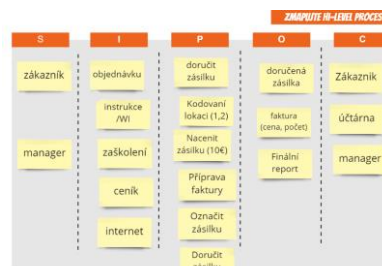 ZMAPUJTE HI-LEVEL PROCES
S
I
P
O
C
zákazník
manager
objednávku
instrukce
/WI
zaškolení
ceník
internet
doručit
zásilku
Kodovaní
lokaci (1,2)
Nacenit
zásilku (10€)
Příprava
faktury
Označit
zásilku
Doručit
doručená
zásilka
faktura
(cena, počet)
Finální
report
Zákazník
účtárna
manager